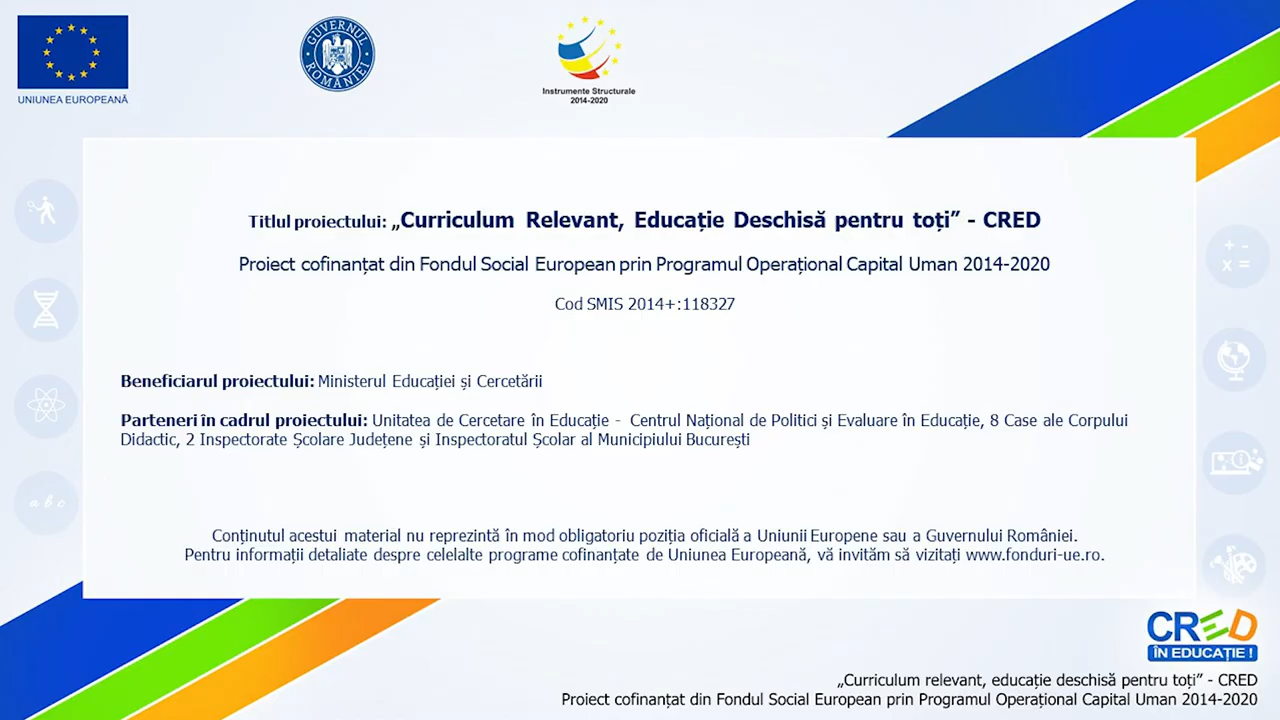 UNIUNEA EUROPEANĂ
GUVERNUL ROMÂNIEI
Instrumente Structurale
2014-2020
Titlul proiectului: „Curriculum Relevant, Educație Deschisă pentru toți” - CRED
Proiect cofinanțat din Fondul Social European prin Programul Operațional Capital Uman 2014-2020
Cod SMIS 2014+:118327
+ -
x =
Beneficiarul proiectului: Ministerul Educației și Cercetării
Parteneri în cadrul proiectului: Unitatea de Cercetare în Educație - Centrul Național de Politici și Evaluare în Educație, 8 Case ale Corpului
Didactic, 2 Inspectorate Școlare Județene și Inspectoratul Școlar al Municipiului București
a b c
Conținutul acestui material nu reprezintă în mod obligatoriu poziția oficială a Uniunii Europene sau a Guvernului României.
Pentru informații detaliate despre celelalte programe cofinanțate de Uniunea Europeană, vă invităm să vizitați www.fonduri-ue.ro.
CRED
ÎN EDUCAȚIE !
„Curriculum relevant, educație deschisă pentru toți” - CRED
Proiect cofinanțat din Fondul Social European prin Programul Operațional Capital Uman 2014-2020